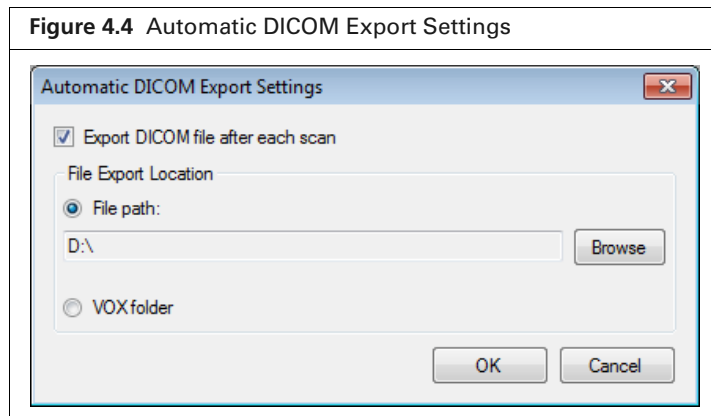 Figure 4.4 Automatic DICOM Export Settings
Automatic DICOM Export Settings
Export DICOM file after each scan
File Export Location
File path:
D:\
Browse
VOX folder
OK
Cancel